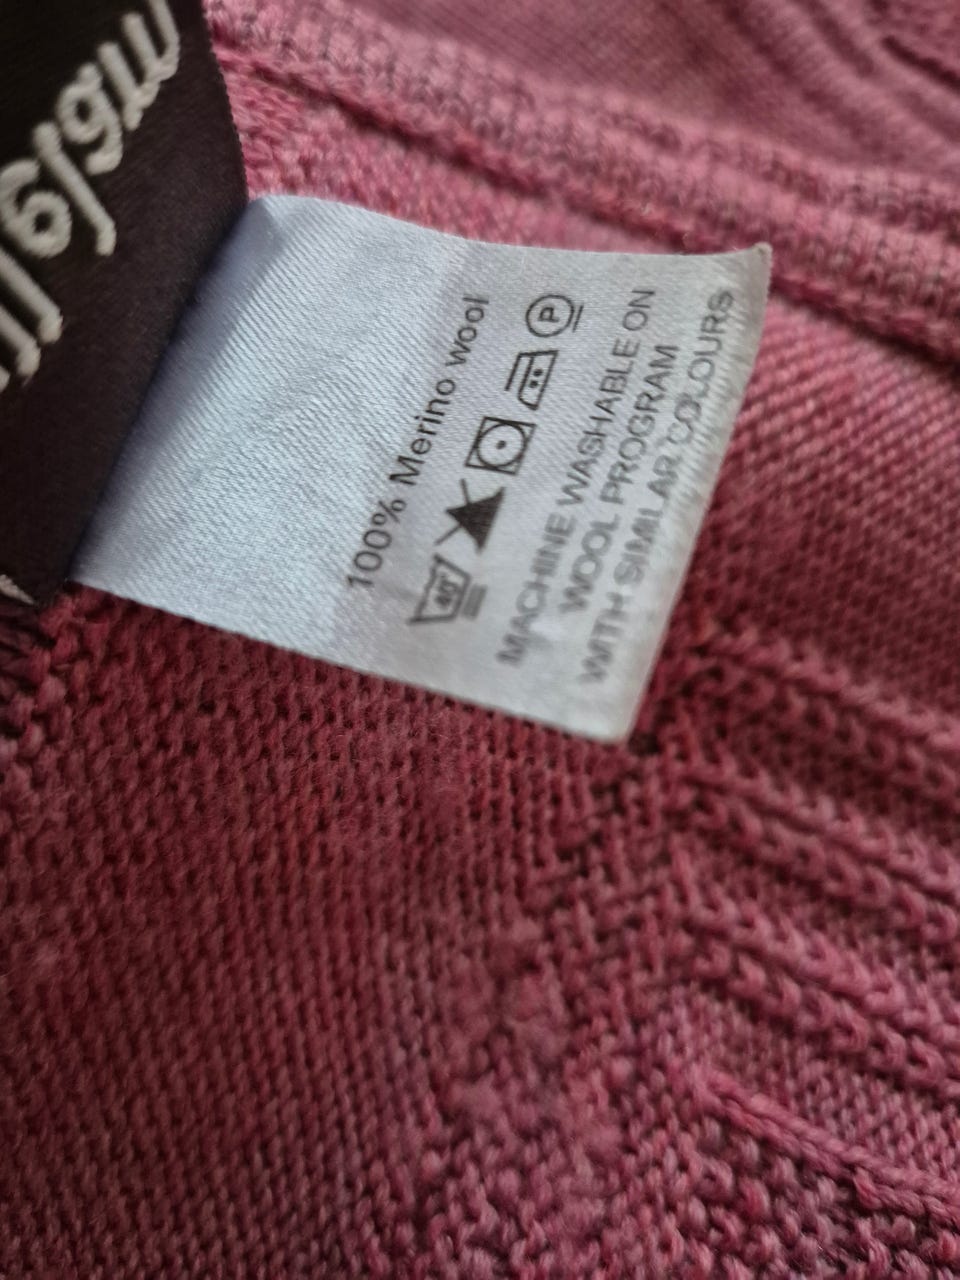 100% Merino wool
40° P
MACHINE WASHABLE ON
WOOL PROGRAM
WITH SIMILAR COLOURS